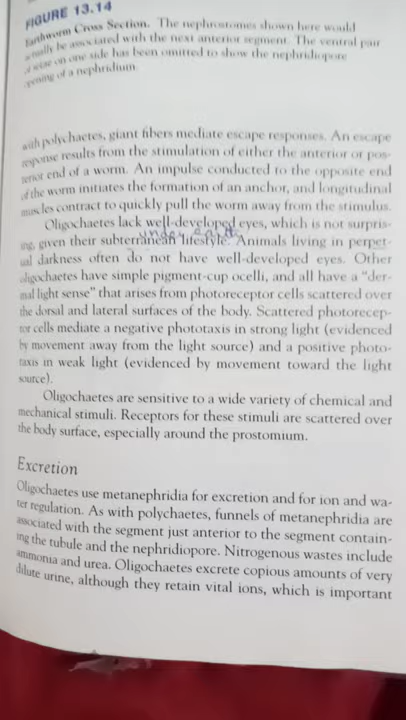 FIGURE 13.14
Earthworm Cross Section. The nephrostomes shown here would
actually be associated with the next anterior segment. The ventral pair
of setae on one side has been omitted to show the nephridiopore
opening of a nephridium.
with polychaetes, giant fibers mediate escape responses. An escape
response results from the stimulation of either the anterior or pos-
terior end of a worm. An impulse conducted to the opposite end
of the worm initiates the formation of an anchor, and longitudinal
muscles contract to quickly pull the worm away from the stimulus.
Oligochaetes lack well-developed eyes, which is not surpris-
under earth
ing, given their subterranean lifestyle. Animals living in perpet-
ual darkness often do not have well-developed eyes. Other
oligochaetes have simple pigment-cup ocelli, and all have a "der-
mal light sense" that arises from photoreceptor cells scattered over
the dorsal and lateral surfaces of the body. Scattered photorecep-
tor cells mediate a negative phototaxis in strong light (evidenced
by movement away from the light source) and a positive photo-
taxis in weak light (evidenced by movement toward the light
source).
Oligochaetes are sensitive to a wide variety of chemical and
mechanical stimuli. Receptors for these stimuli are scattered over
the body surface, especially around the prostomium.
Excretion
Oligochaetes use metanephridia for excretion and for ion and wa-
ter regulation. As with polychaetes, funnels of metanephridia are
associated with the segment just anterior to the segment contain-
ing the tubule and the nephridiopore. Nitrogenous wastes include
ammonia and urea. Oligochaetes excrete copious amounts of very
dilute urine, although they retain vital ions, which is important